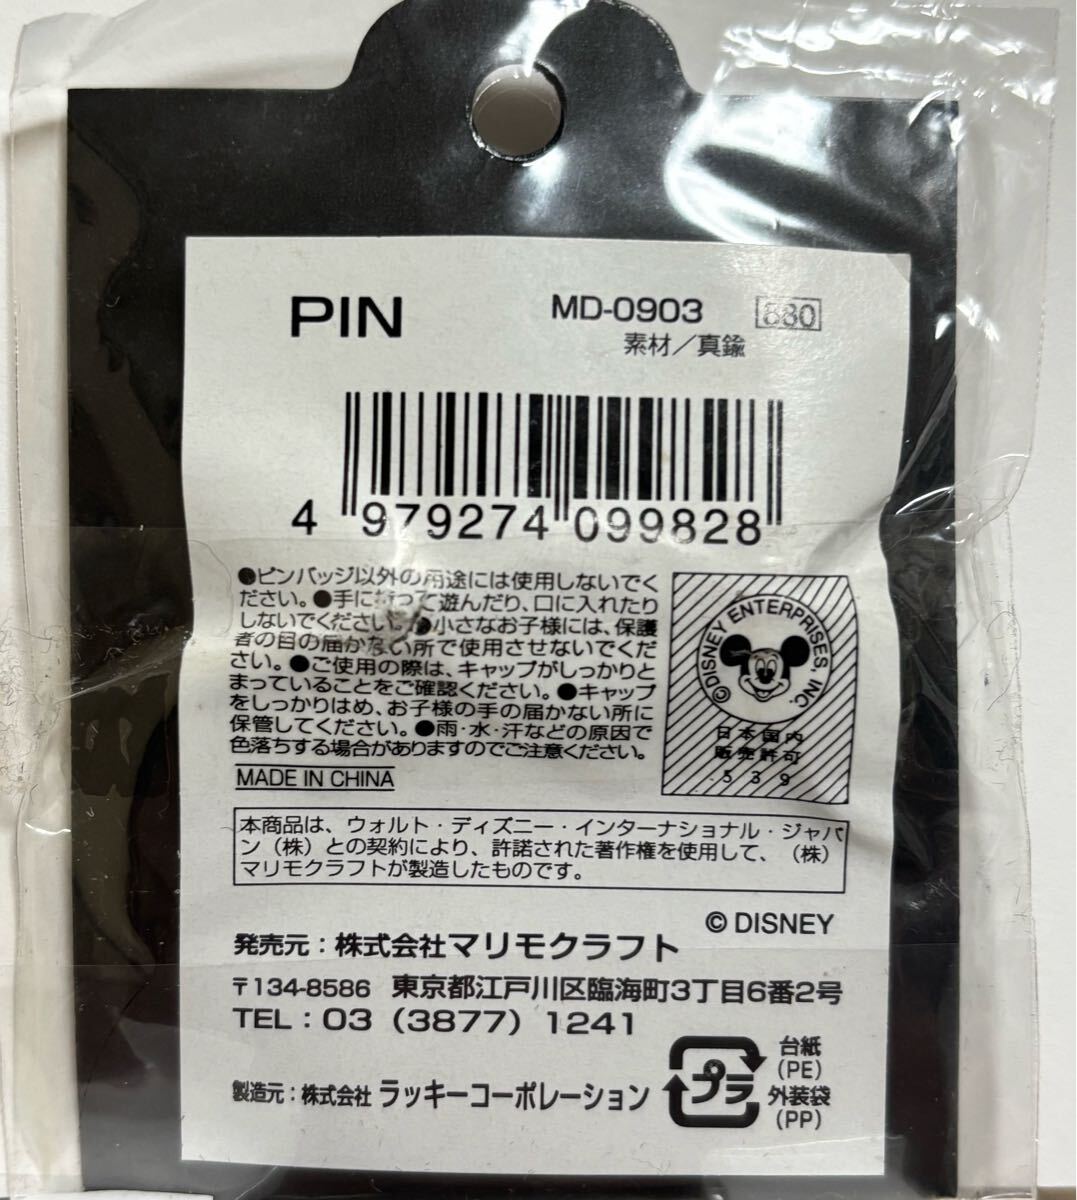 PIN
MD-0903 880
素材／真鍮
4 979274 099828
●ピンバッジ以外の用途には使用しないでく
ださい。●手に持って遊んだり、口に入れたり
しないでください。●小さなお子様には、保護
者の目の届かない所で使用させないでくだ
さい。●ご使用の際は、キャップがしっかりと
まっていることをご確認ください。●キャップ
をしっかりはめ、お子様の手の届かない所に
保管してください。●雨・水・汗などの原因で
色落ちする場合がありますのでご注意ください。
MADE IN CHINA
©DISNEY ENTERPRISES, INC.
日本国内
販売許可
539
本商品は、ウォルト・ディズニー・インターナショナル・ジャパ
ン（株）との契約により、許諾された著作権を使用して、（株）
マリモクラフトが製造したものです。
© DISNEY
発売元：株式会社マリモクラフト
〒134-8586 東京都江戸川区臨海町3丁目6番2号
TEL：03（3877）1241
製造元：株式会社 ラッキーコーポレーション
プラ
台紙
(PE)
外装袋
(PP)